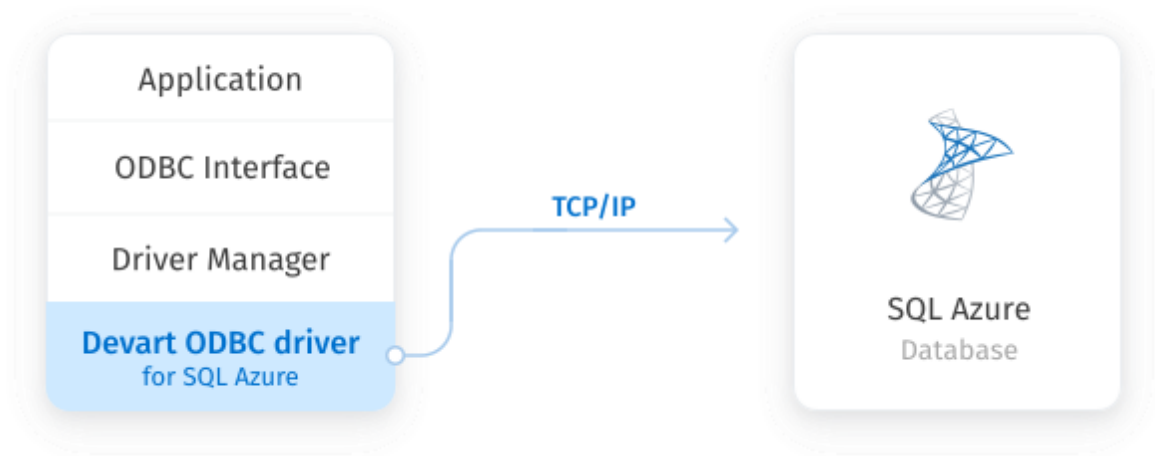 Application
ODBC Interface
Driver Manager
Devart ODBC driver
for SQL Azure
TCP/IP
SQL Azure
Database